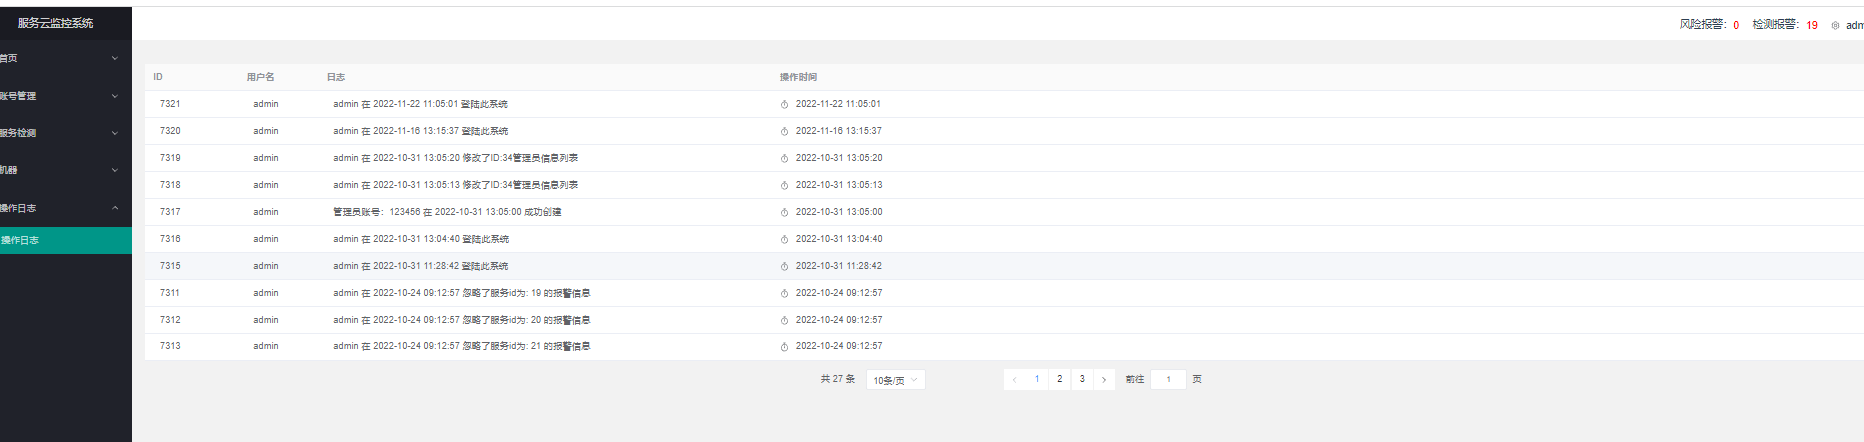 服务云监控系统
风险报警：0 检测报警：19 adm
首页
账号管理
服务检测
机器
操作日志
操作日志
ID 用户名 日志 操作时间
7321 admin admin 在 2022-11-22 11:05:01 登陆此系统 2022-11-22 11:05:01
7320 admin admin 在 2022-11-16 13:15:37 登陆此系统 2022-11-16 13:15:37
7319 admin admin 在 2022-10-31 13:05:20 修改了ID:34管理员信息列表 2022-10-31 13:05:20
7318 admin admin 在 2022-10-31 13:05:13 修改了ID:34管理员信息列表 2022-10-31 13:05:13
7317 admin 管理员账号：123456 在 2022-10-31 13:05:00 成功创建 2022-10-31 13:05:00
7316 admin admin 在 2022-10-31 13:04:40 登陆此系统 2022-10-31 13:04:40
7315 admin admin 在 2022-10-31 11:28:42 登陆此系统 2022-10-31 11:28:42
7311 admin admin 在 2022-10-24 09:12:57 忽略了服务id为: 19 的报警信息 2022-10-24 09:12:57
7312 admin admin 在 2022-10-24 09:12:57 忽略了服务id为: 20 的报警信息 2022-10-24 09:12:57
7313 admin admin 在 2022-10-24 09:12:57 忽略了服务id为: 21 的报警信息 2022-10-24 09:12:57
共 27 条 10条/页 1 2 3 前往 1 页